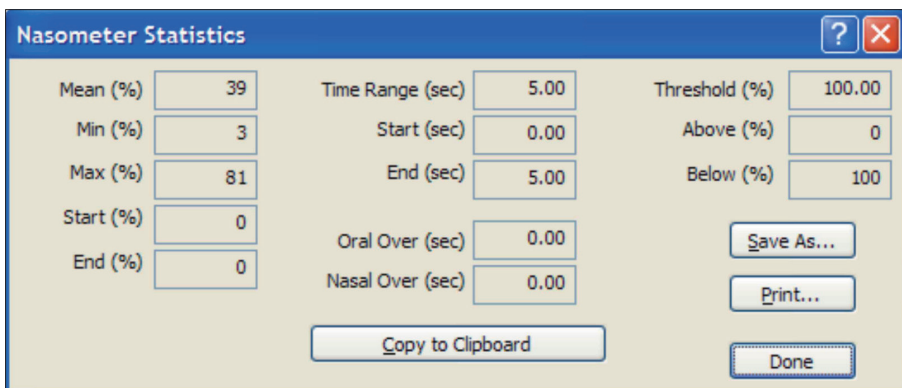 Nasometer Statistics
Mean (%) 39
Min (%) 3
Max (%) 81
Start (%) 0
End (%) 0
Time Range (sec) 5.00
Start (sec) 0.00
End (sec) 5.00
Oral Over (sec) 0.00
Nasal Over (sec) 0.00
Copy to Clipboard
Threshold (%) 100.00
Above (%) 0
Below (%) 100
Save As...
Print...
Done